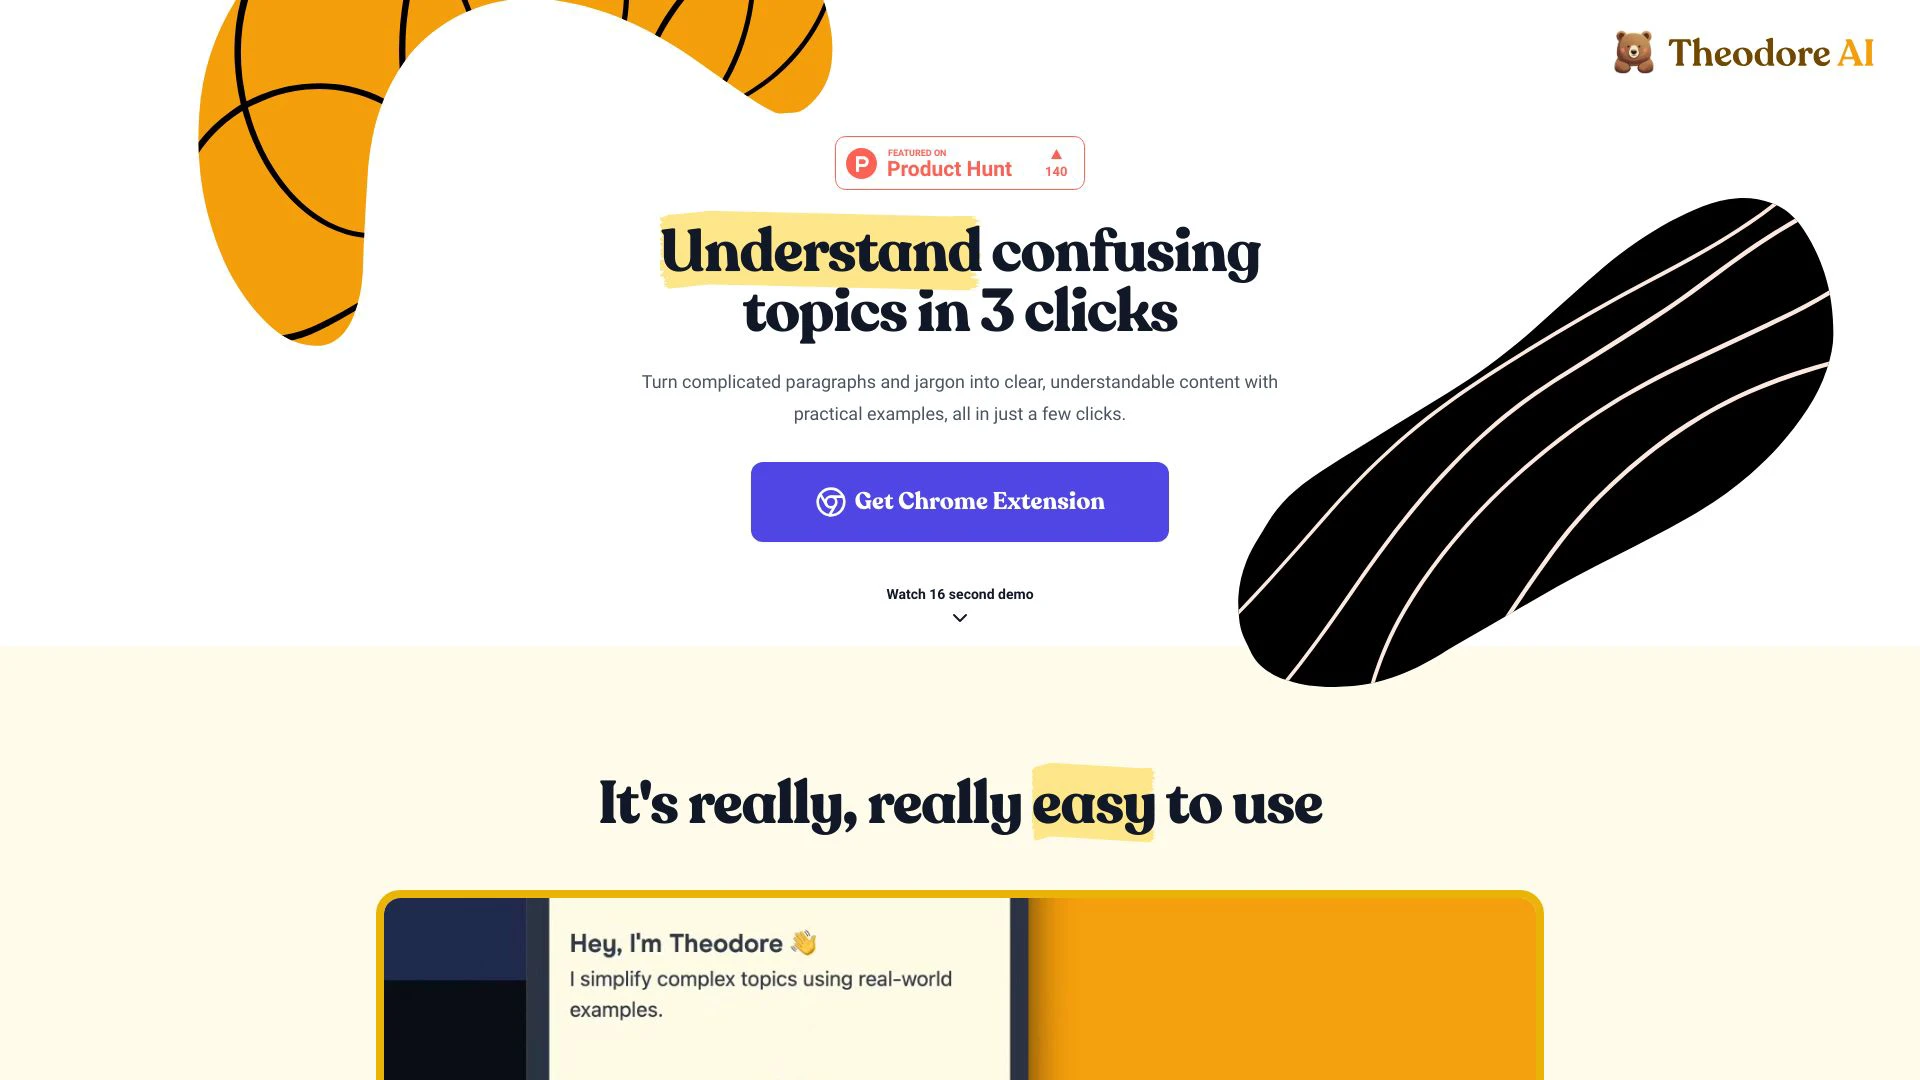 Theodore AI
FEATURED ON
Product Hunt
140
Understand confusing
topics in 3 clicks
Turn complicated paragraphs and jargon into clear, understandable content with
practical examples, all in just a few clicks.
Get Chrome Extension
Watch 16 second demo
It's really, really easy to use
Hey, I'm Theodore 👋
I simplify complex topics using real-world
examples.